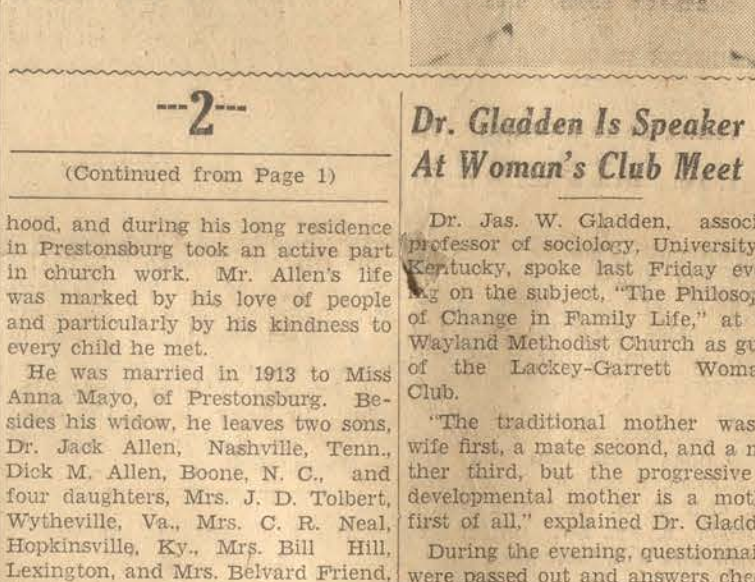 ---2---
(Continued from Page 1)
hood, and during his long residence
in Prestonsburg took an active part
in church work. Mr. Allen's life
was marked by his love of people
and particularly by his kindness to
every child he met.
He was married in 1913 to Miss
Anna Mayo, of Prestonsburg. Be-
sides his widow, he leaves two sons,
Dr. Jack Allen, Nashville, Tenn.,
Dick M. Allen, Boone, N. C., and
four daughters, Mrs. J. D. Tolbert,
Wytheville, Va., Mrs. C. R. Neal,
Hopkinsville, Ky., Mrs. Bill Hill,
Lexington, and Mrs. Belvard Friend,
Dr. Gladden Is Speaker
At Woman's Club Meet
Dr. Jas. W. Gladden, associ
professor of sociology, University
Kentucky, spoke last Friday eve
ing on the subject, "The Philosop
of Change in Family Life," at
Wayland Methodist Church as gu
of the Lackey-Garrett Woma
Club.
"The traditional mother was
wife first, a mate second, and a m
ther third, but the progressive
developmental mother is a mot
first of all," explained Dr. Gladd
During the evening, questionnai
were passed out and answers che